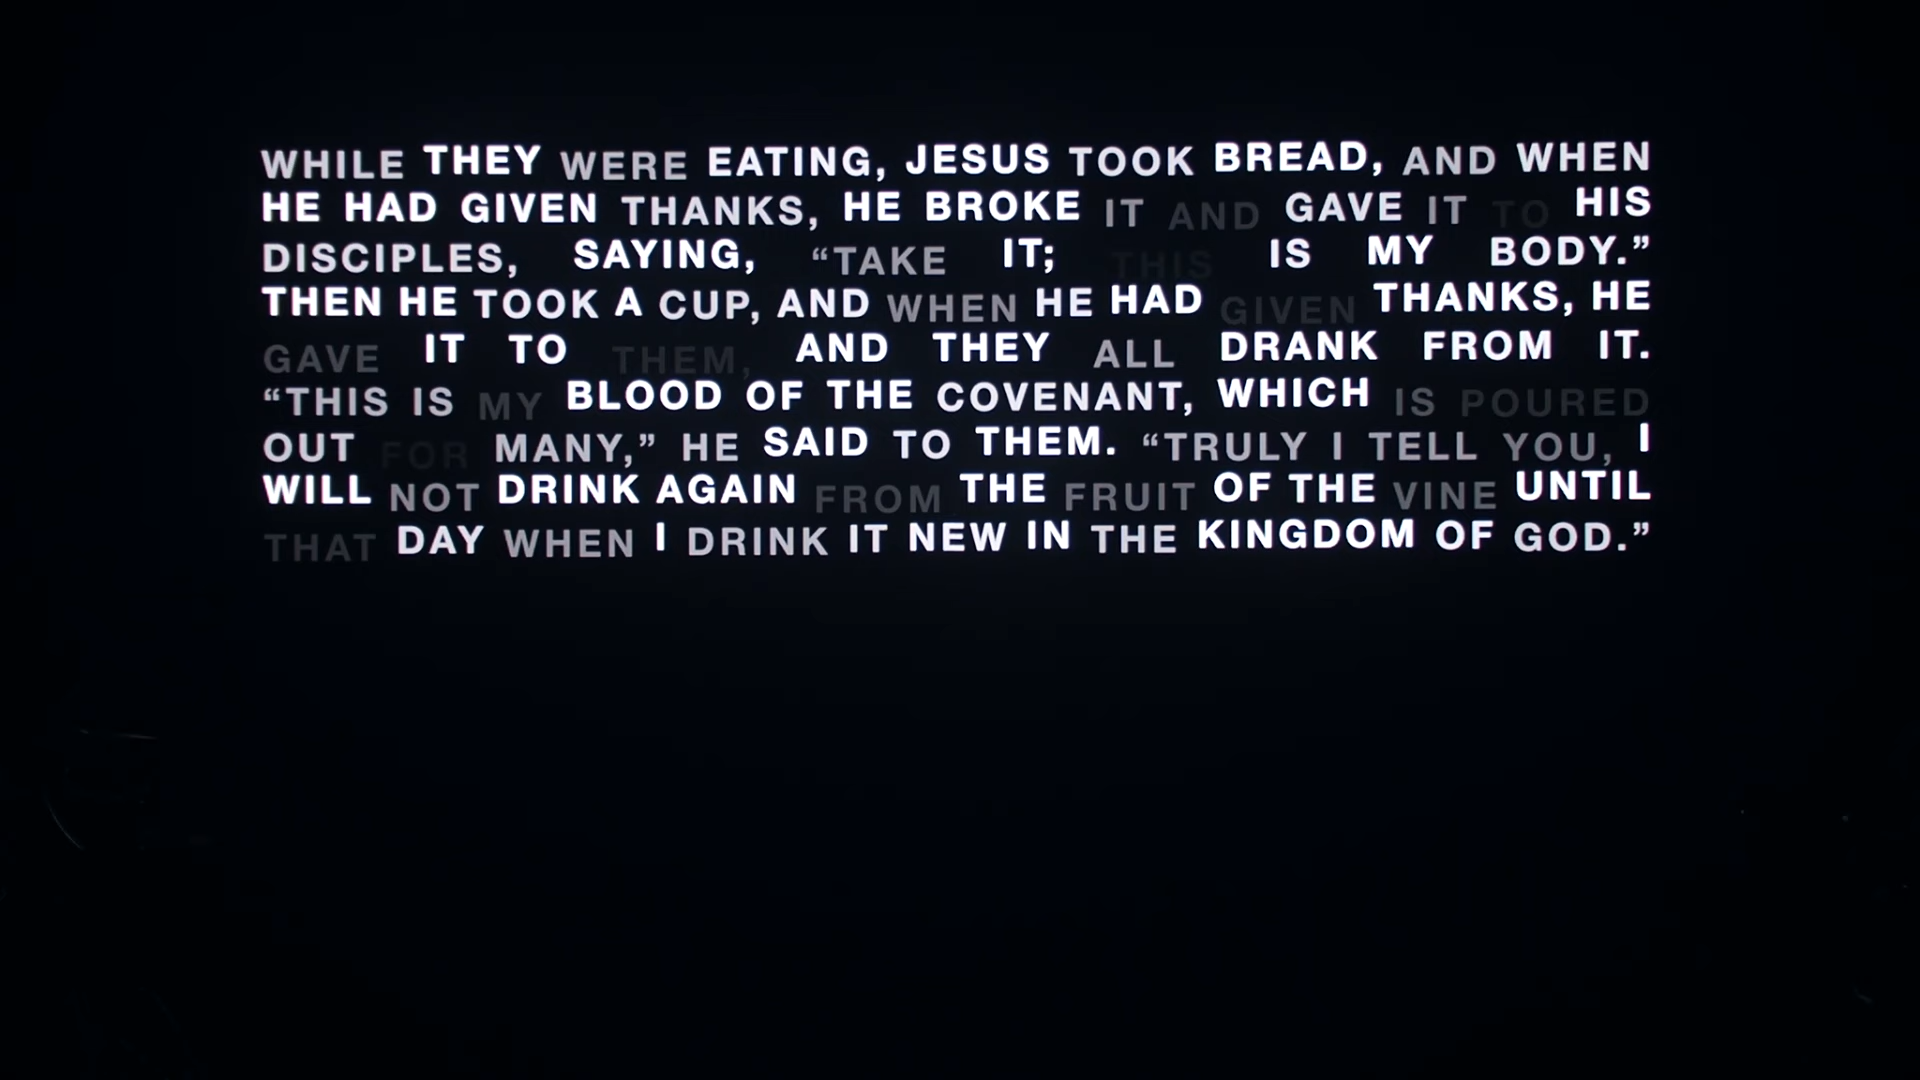 WHILE THEY WERE EATING, JESUS TOOK BREAD, AND WHEN
HE HAD GIVEN THANKS, HE BROKE IT AND GAVE IT TO HIS
DISCIPLES, SAYING, “TAKE IT; THIS IS MY BODY.”
THEN HE TOOK A CUP, AND WHEN HE HAD GIVEN THANKS, HE
GAVE IT TO THEM, AND THEY ALL DRANK FROM IT.
“THIS IS MY BLOOD OF THE COVENANT, WHICH IS POURED
OUT FOR MANY,” HE SAID TO THEM. “TRULY I TELL YOU, I
WILL NOT DRINK AGAIN FROM THE FRUIT OF THE VINE UNTIL
THAT DAY WHEN I DRINK IT NEW IN THE KINGDOM OF GOD.”